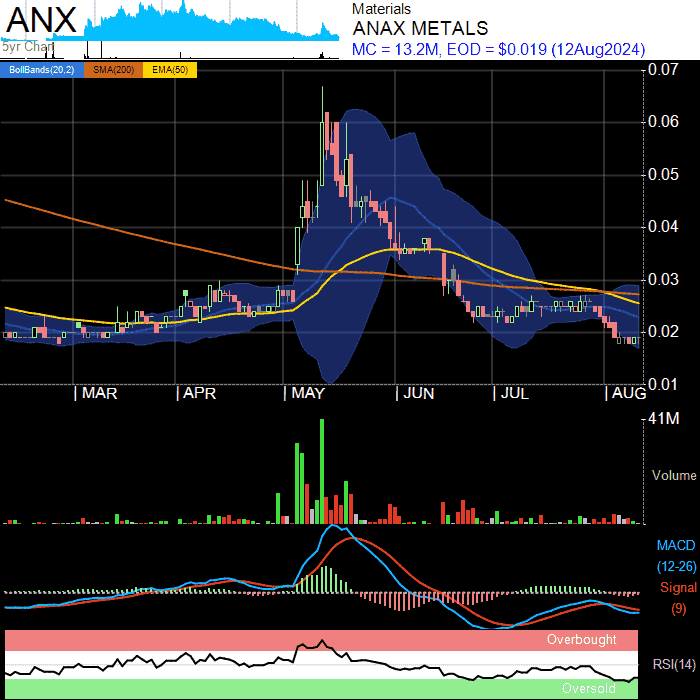 ANX
5yr Chart
Materials
ANAX METALS
MC = 13.2M, EOD = $0.019 (12Aug2024)
BollBands(20,2) SMA(200) EMA(50)
0.07
0.06
0.05
0.04
0.03
0.02
0.01
MAR APR MAY JUN JUL AUG
41M
Volume
MACD
(12-26)
Signal
(9)
Overbought
RSI(14)
Oversold